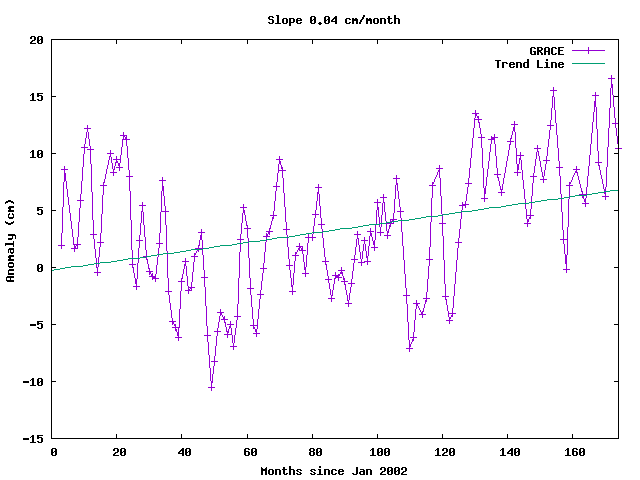 Slope 0.04 cm/month
GRACE
Trend Line
Anomaly (cm)
20
15
10
5
0
-5
-10
-15
0 20 40 60 80 100 120 140 160
Months since Jan 2002